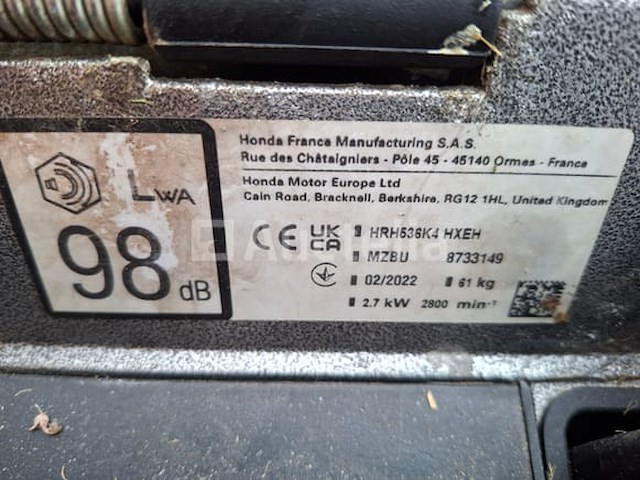 Honda France Manufacturing S.A.S.
Rue des Châtaigniers - Pôle 45 - 45140 Ormes - France
Honda Motor Europe Ltd
Cain Road, Bracknell, Berkshire, RG12 1HL, United Kingdom
LWA
98 dB
CE UK CA
HRH536K4 HXEH
MZBU 8733149
02/2022 61 kg
2.7 kW 2800 min⁻¹